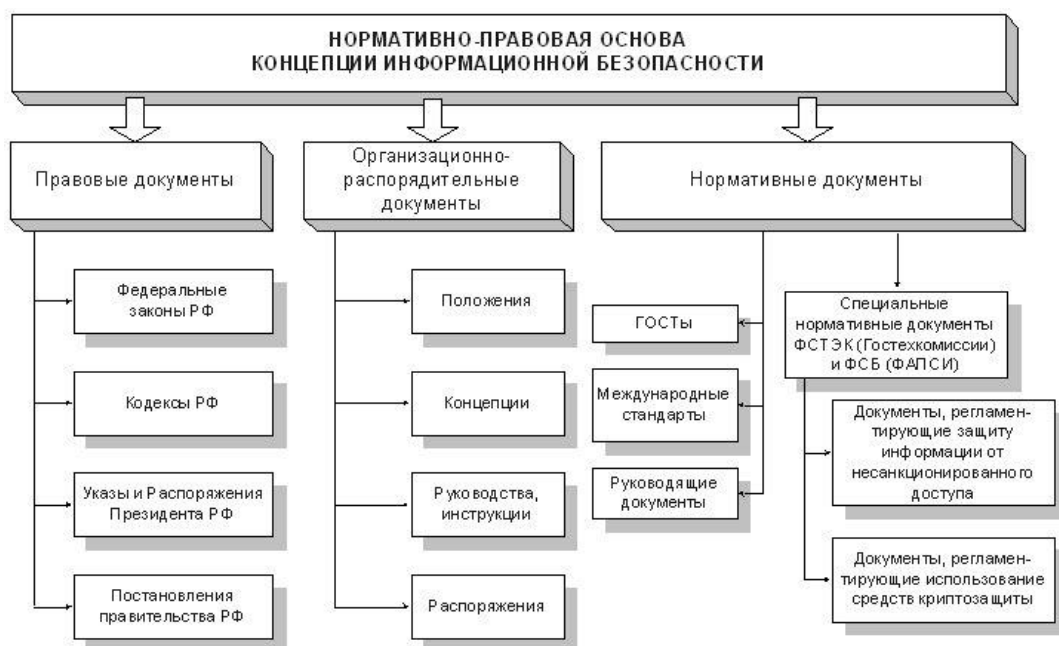 НОРМАТИВНО-ПРАВОВАЯ ОСНОВА
КОНЦЕПЦИИ ИНФОРМАЦИОННОЙ БЕЗОПАСНОСТИ
Правовые документы
Федеральные
законы РФ
Кодексы РФ
Указы и Распоряжения
Президента РФ
Постановления
правительства РФ
Организационно-
распорядительные
документы
Положения
Концепции
Руководства,
инструкции
Распоряжения
Нормативные документы
ГОСТы
Международные
стандарты
Руководящие
документы
Специальные
нормативные документы
ФСТЭК (Гостехкомиссии)
и ФСБ (ФАПСИ)
Документы, регламен-
тирующие защиту
информации от
несанкционированного
доступа
Документы, регламен-
тирующие использование
средств криптозащиты